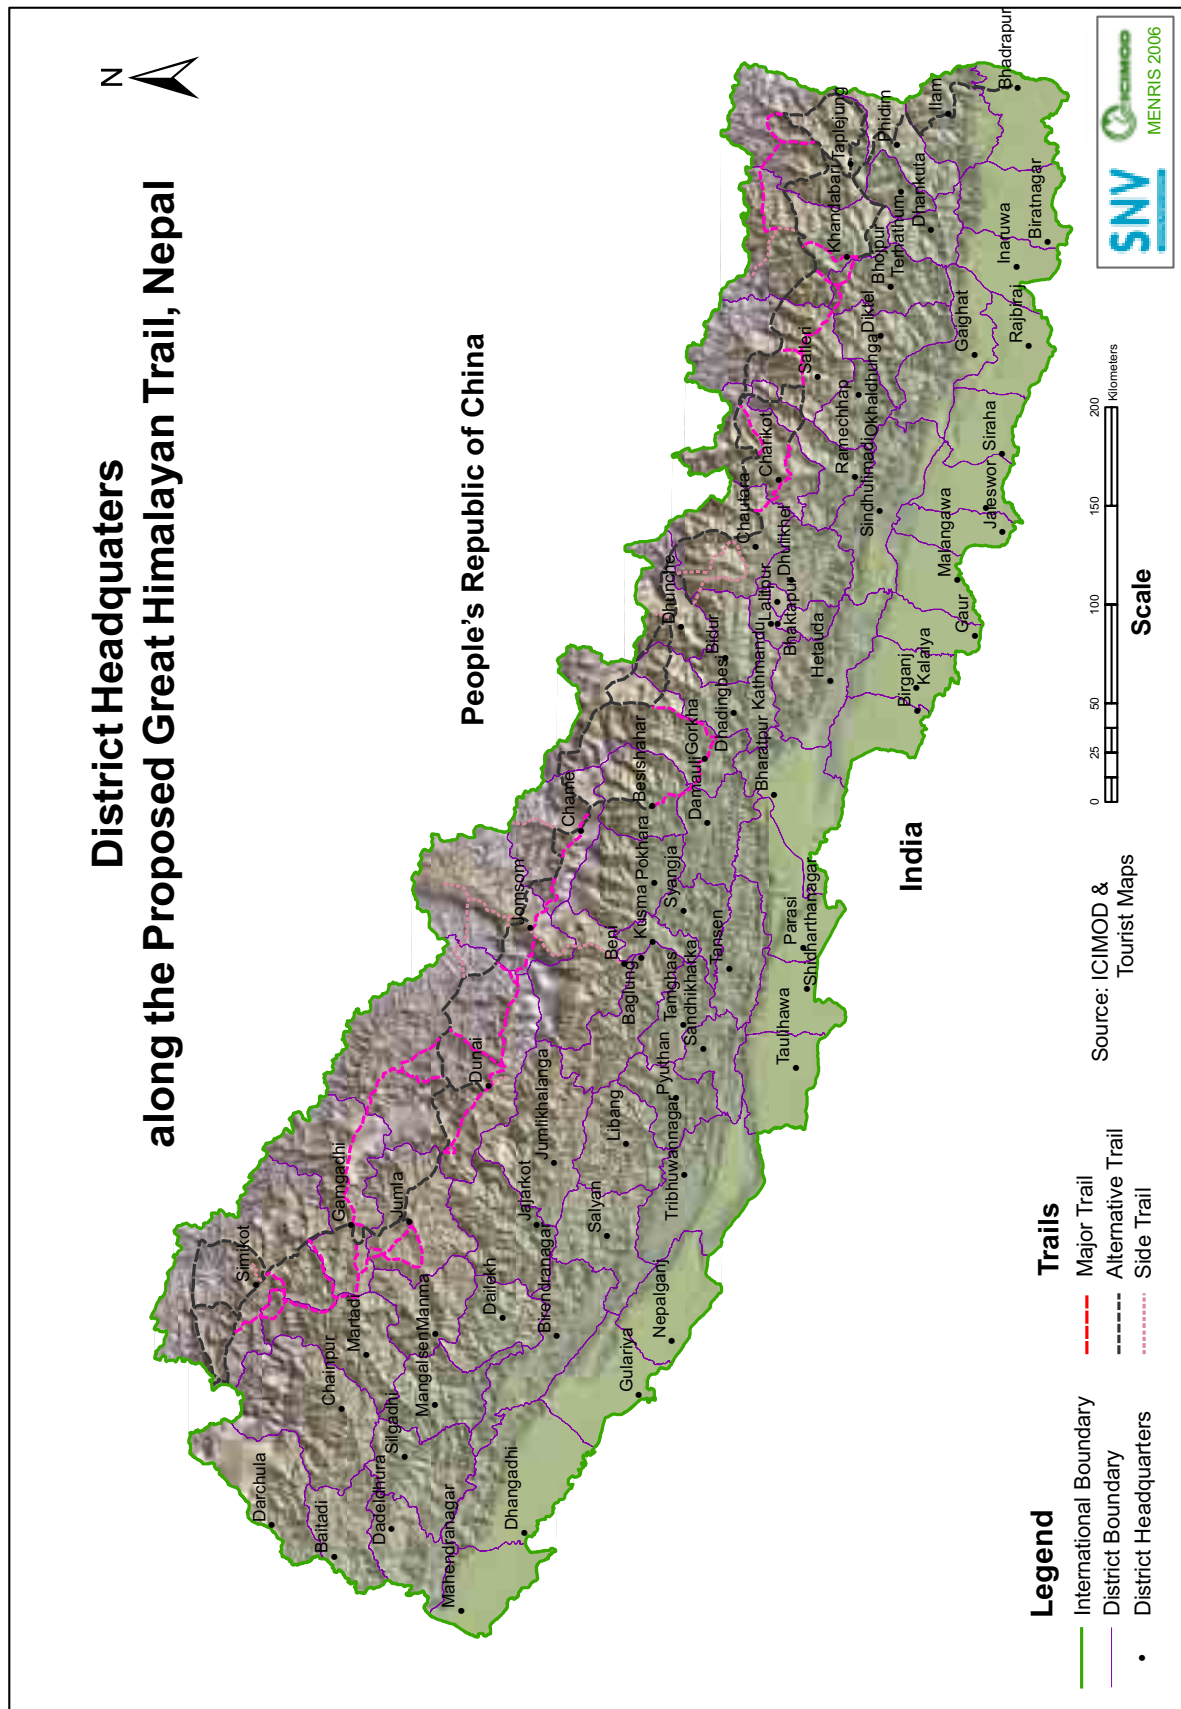 District Headquaters
along the Proposed Great Himalayan Trail, Nepal
N
People's Republic of China
India
Simikot
Gamgadhi
Jumla
Darchula
Chainpur
Martadi
Baitadi
Dadeldhura
Silgadhi
Mangalsen
Manma
Mahendranagar
Dhangadhi
Dailekh
Birendranagar
Jajarkot
Jumlikhalanga
Dunai
Jomsom
Chame
Gulariya
Nepalganj
Salyan
Libang
Tribhuwannagar
Pyuthan
Baglung
Beni
Kusma
Pokhara
Besishahar
Tamghas
Sandhikharka
Syangja
Tansen
Damauli
Gorkha
Taulihawa
Parasi
Shidharthanagar
Bharatpur
Dhadingbesi
Bidur
Dhunche
Kathmandu
Lalitpur
Bhaktapur
Dhulikhel
Chautara
Charikot
Hetauda
Birganj
Kalaiya
Gaur
Malangawa
Jaleswor
Siraha
Sindhulimadi
Ramechhap
Okhaldhunga
Salleri
Diktel
Bhojpur
Khandabari
Taplejung
Terhathum
Dhankuta
Phidim
Ilam
Gaighat
Rajbiraj
Inaruwa
Biratnagar
Bhadrapur
Legend
International Boundary
District Boundary
District Headquarters
Trails
Major Trail
Alternative Trail
Side Trail
Source: ICIMOD &
Tourist Maps
0 25 50 100 150 200
Kilometers
Scale
SNV
ICIMOD
MENRIS 2006